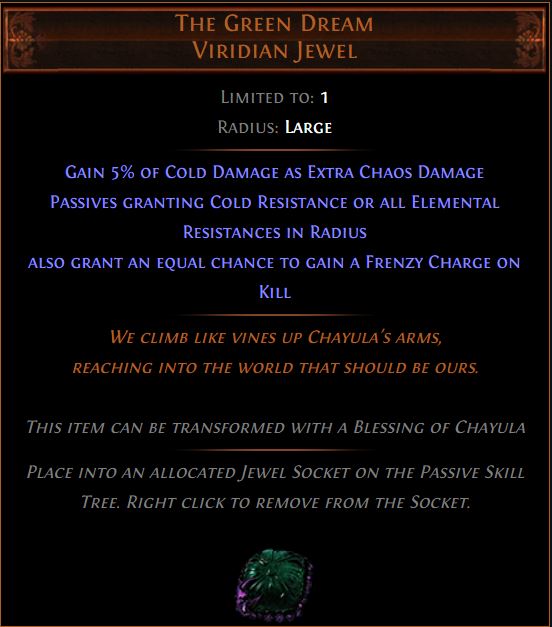 The Green Dream
Viridian Jewel
Limited to: 1
Radius: Large
Gain 5% of Cold Damage as Extra Chaos Damage
Passives granting Cold Resistance or all Elemental
Resistances in Radius
also grant an equal chance to gain a Frenzy Charge on
Kill
We climb like vines up Chayula's arms,
reaching into the world that should be ours.
This item can be transformed with a Blessing of Chayula
Place into an allocated Jewel Socket on the Passive Skill
Tree. Right click to remove from the Socket.